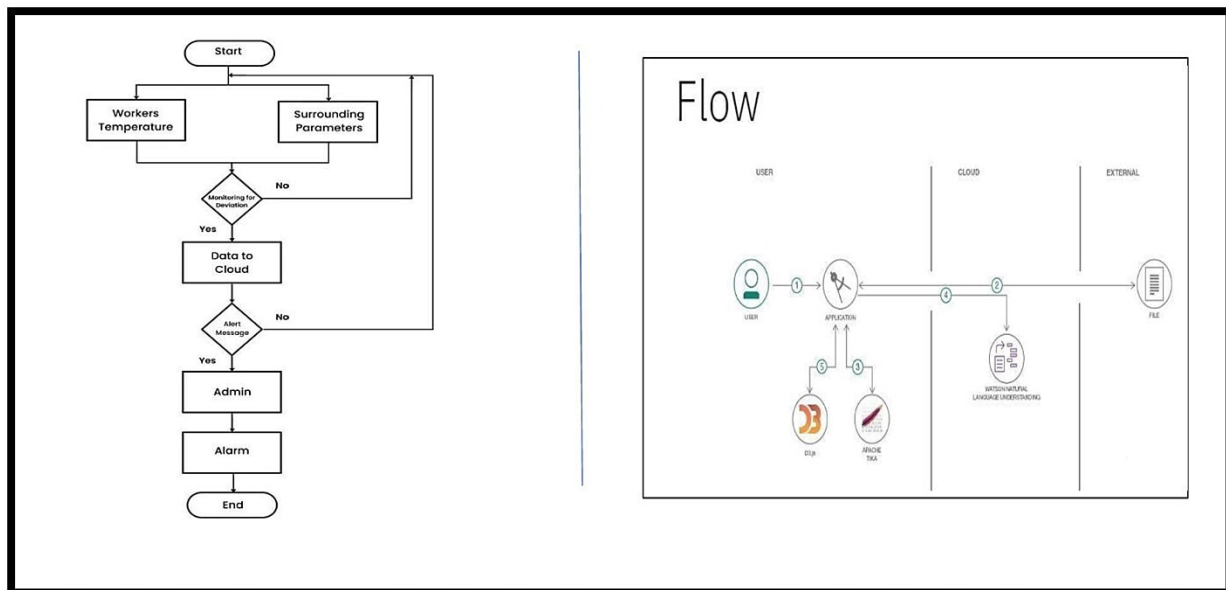 Start
Workers
Temperature
Surrounding
Parameters
Monitoring for
Deviation
No
Yes
Data to
Cloud
Alert
Message
No
Yes
Admin
Alarm
End
Flow
USER
CLOUD
EXTERNAL
1
2
4
USER
APPLICATION
FILE
5
3
WATSON NATURAL
LANGUAGE UNDERSTANDING
D3.js
APACHE
TIKA